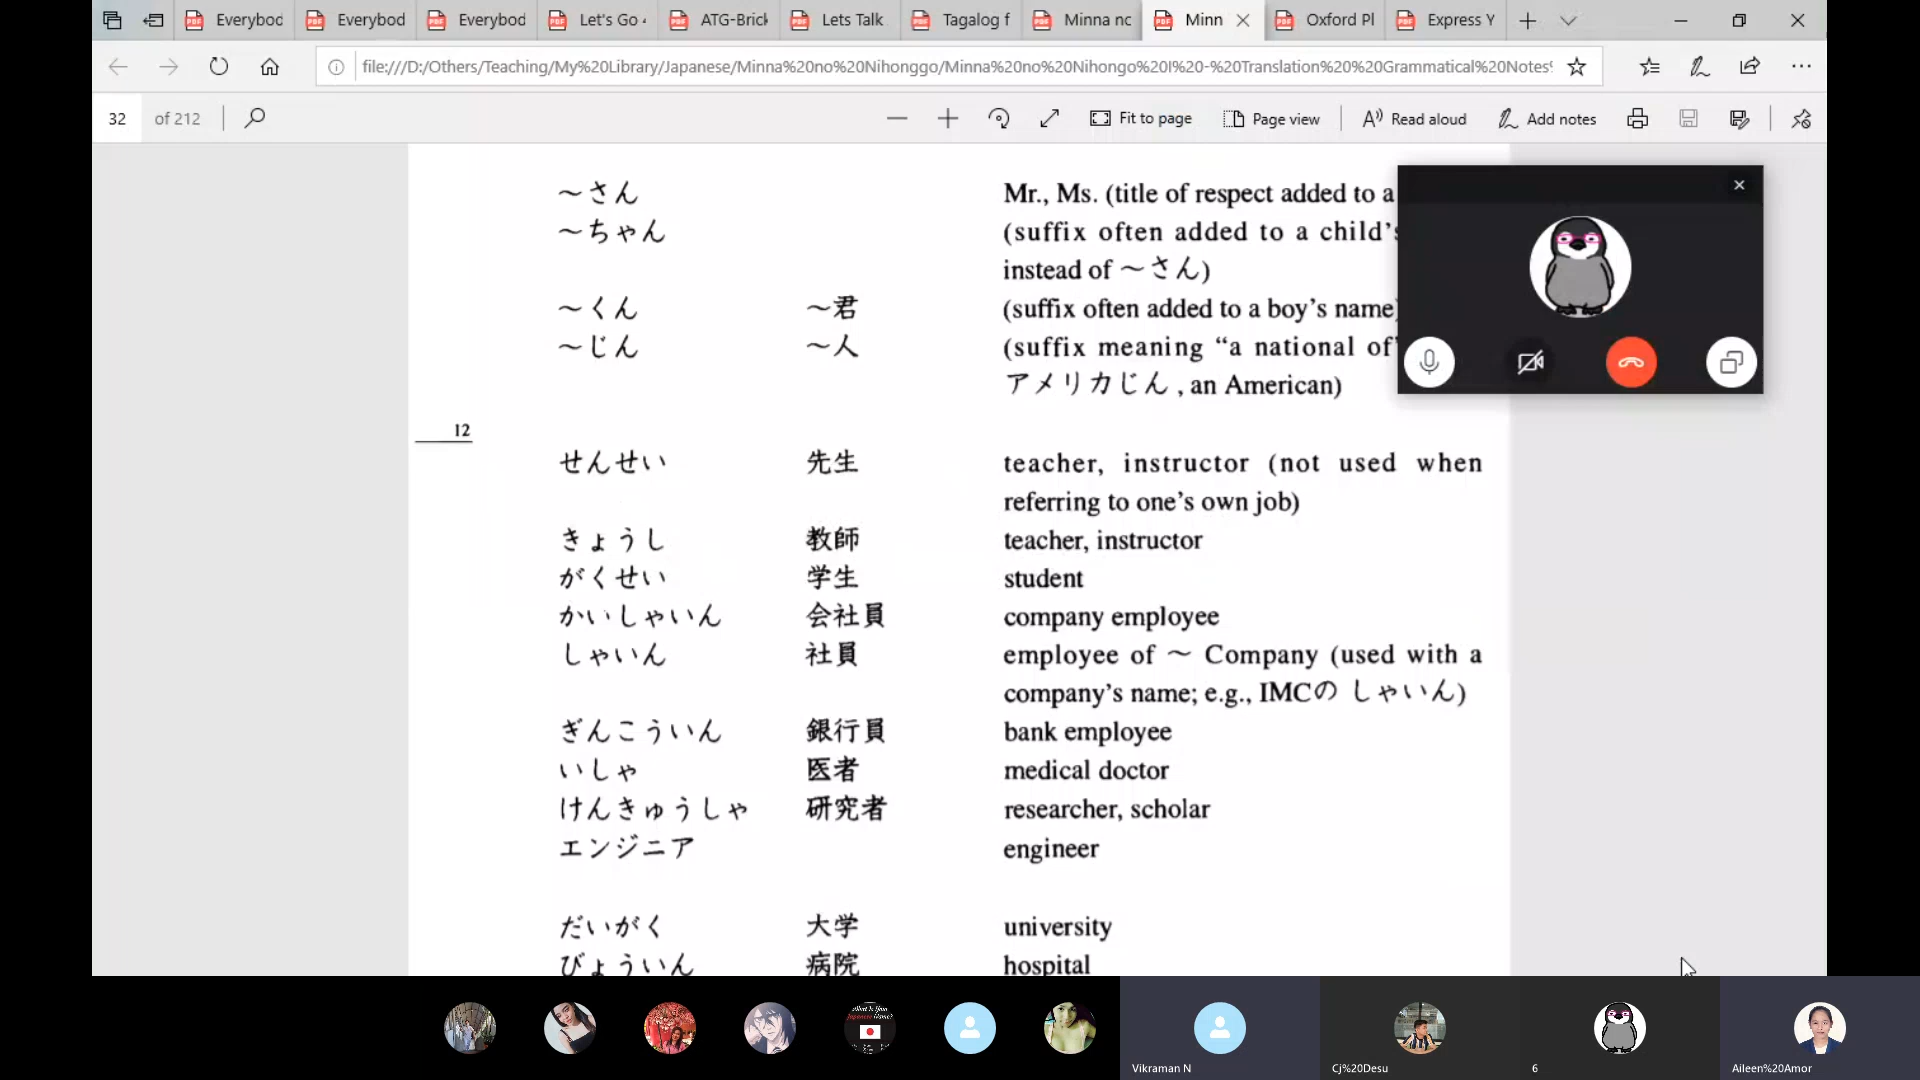 Everybod
Everybod
Everybod
Let's Go
ATG-Brick
Lets Talk
Tagalog f
Minna nc
Minn
Oxford Pl
Express Y
file:///D:/Others/Teaching/My%20Library/Japanese/Minna%20no%20Nihonggo/Minna%20no%20Nihongo%20I%20-%20Translation%20%20Grammatical%20Notes%
32 of 212
Fit to page
Page view
Read aloud
Add notes
～さん Mr., Ms. (title of respect added to a
～ちゃん (suffix often added to a child's
instead of ～さん)
～くん ～君 (suffix often added to a boy's name)
～じん ～人 (suffix meaning “a national of”
アメリカじん, an American)
12
せんせい 先生 teacher, instructor (not used when
referring to one's own job)
きょうし 教師 teacher, instructor
がくせい 学生 student
かいしゃいん 会社員 company employee
しゃいん 社員 employee of ～ Company (used with a
company's name; e.g., IMCの しゃいん)
ぎんこういん 銀行員 bank employee
いしゃ 医者 medical doctor
けんきゅうしゃ 研究者 researcher, scholar
エンジニア engineer
だいがく 大学 university
びょういん 病院 hospital
What Is Your
Japanese Name?
Vikraman N
Cj%20Desu
6
Aileen%20Amor